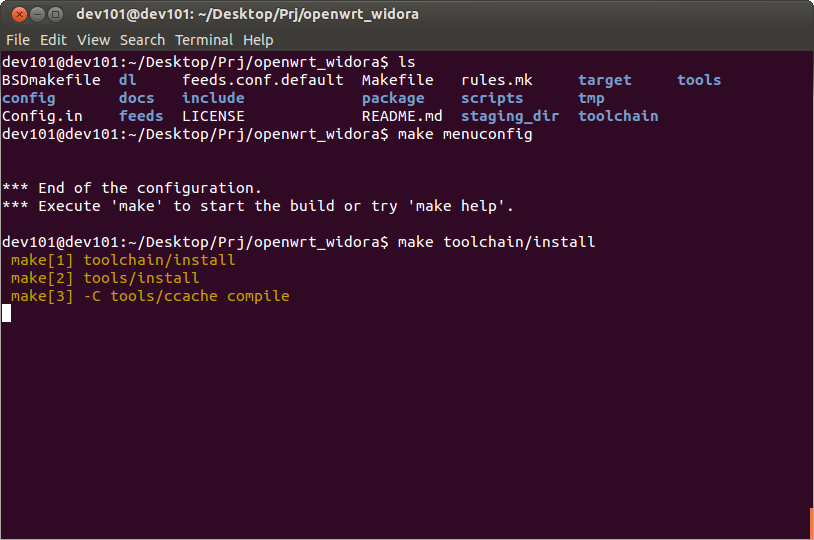 dev101@dev101: ~/Desktop/Prj/openwrt_widora
File Edit View Search Terminal Help
dev101@dev101:~/Desktop/Prj/openwrt_widora$ ls
BSDmakefile  dl     feeds.conf.default  Makefile   rules.mk     target     tools
config       docs   include             package    scripts      tmp
Config.in    feeds  LICENSE             README.md  staging_dir  toolchain
dev101@dev101:~/Desktop/Prj/openwrt_widora$ make menuconfig
*** End of the configuration.
*** Execute 'make' to start the build or try 'make help'.
dev101@dev101:~/Desktop/Prj/openwrt_widora$ make toolchain/install
make[1] toolchain/install
make[2] tools/install
make[3] -C tools/ccache compile